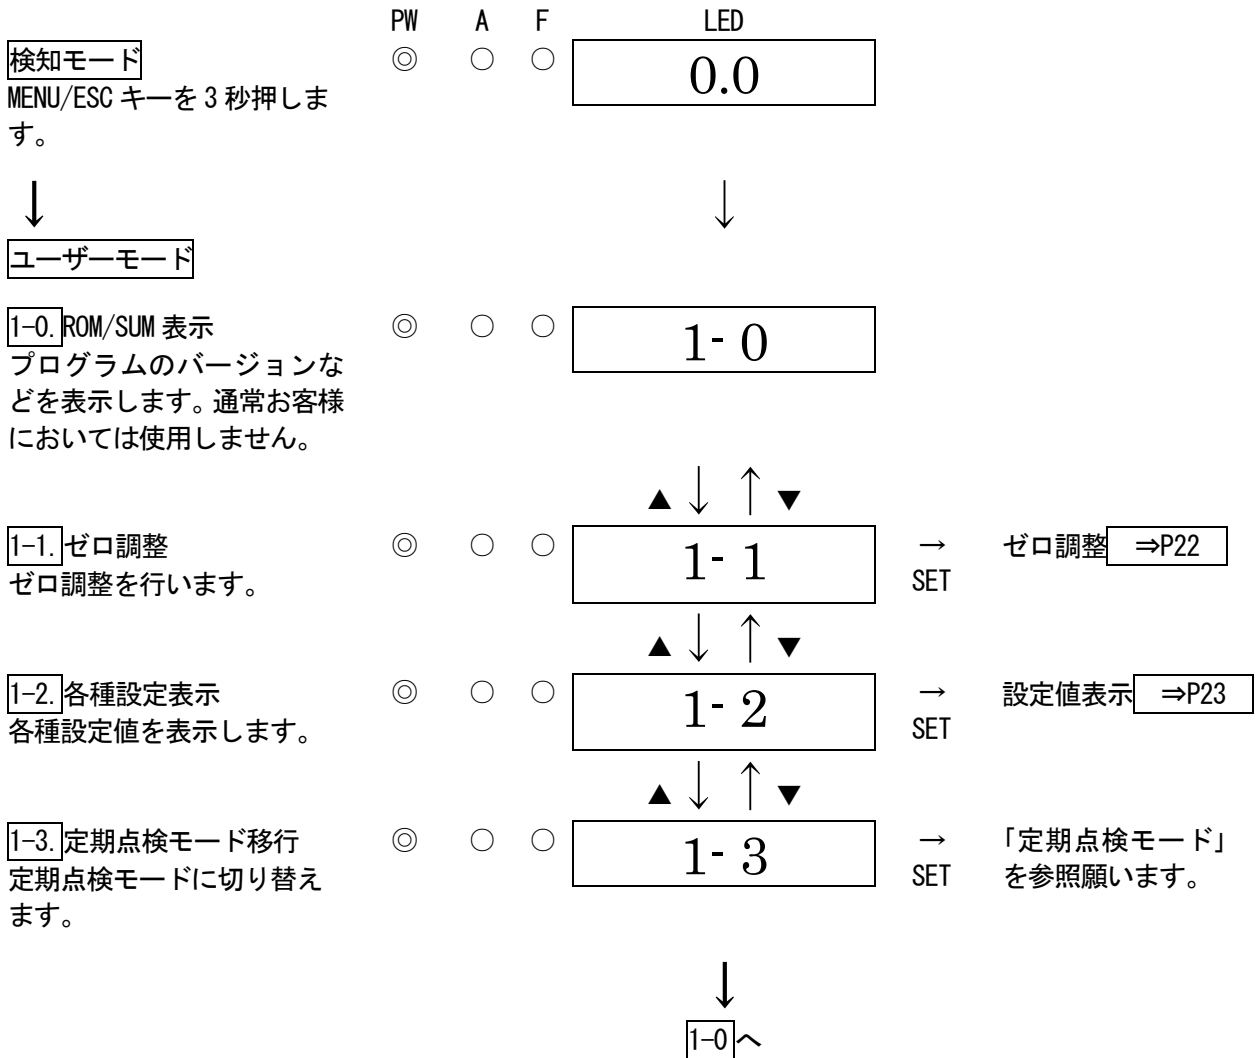 PW A F LED
検知モード ◎ ○ ○ 0.0
MENU/ESC キーを3秒押しま
す。
↓ ↓
ユーザーモード
1-0.ROM/SUM 表示 ◎ ○ ○ 1- 0
プログラムのバージョンな
どを表示します。通常お客様
においては使用しません。
▲↓ ↑▼
1-1.ゼロ調整 ◎ ○ ○ 1- 1 → ゼロ調整 ⇒P22
ゼロ調整を行います。 SET
▲↓ ↑▼
1-2.各種設定表示 ◎ ○ ○ 1- 2 → 設定値表示 ⇒P23
各種設定値を表示します。 SET
▲↓ ↑▼
1-3.定期点検モード移行 ◎ ○ ○ 1- 3 → 「定期点検モード」
定期点検モードに切り替え SET を参照願います。
ます。
↓
1-0へ